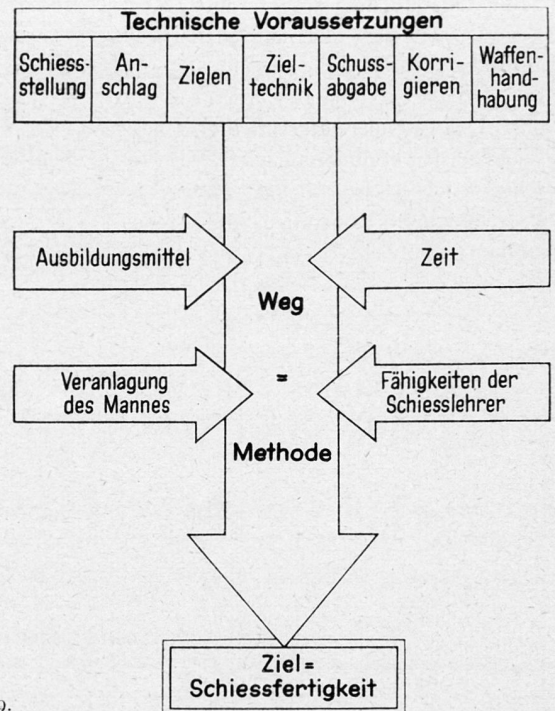 Technische Voraussetzungen
Schiess-
stellung
An-
schlag
Zielen
Ziel-
technik
Schuss-
abgabe
Korri-
gieren
Waffen-
hand-
habung
Ausbildungsmittel
Zeit
Weg
Veranlagung
des Mannes
=
Fähigkeiten der
Schiesslehrer
Methode
Ziel =
Schiessfertigkeit